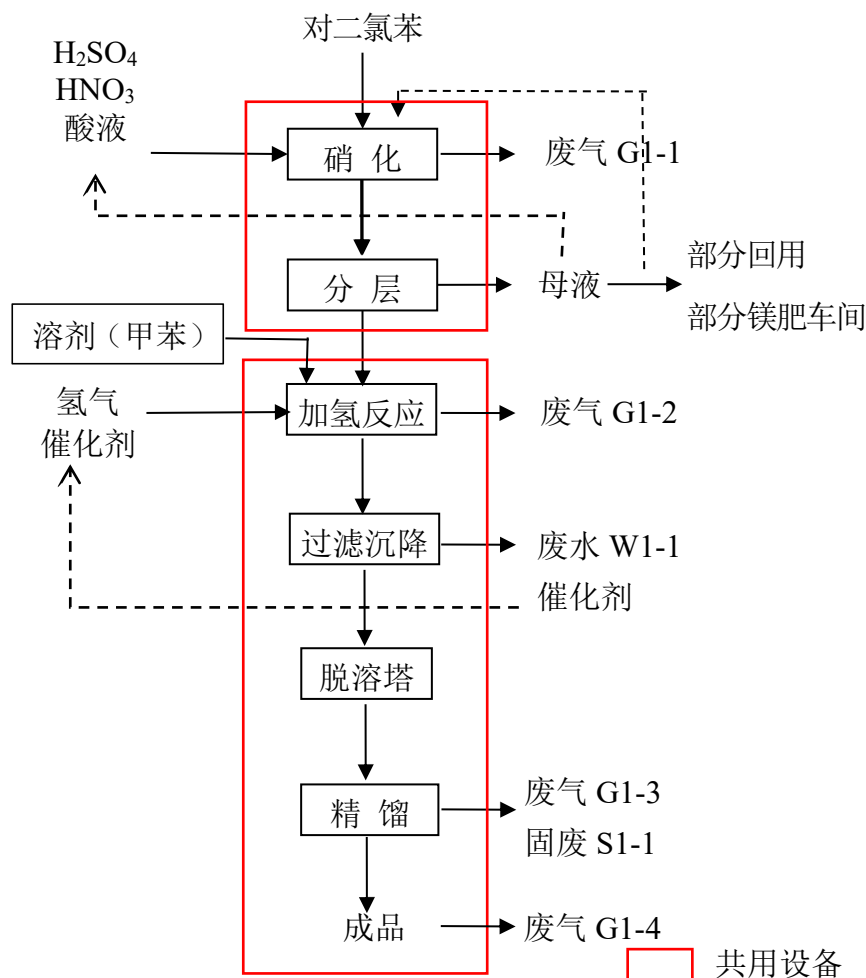 对二氯苯
H₂SO₄
HNO₃
酸液
硝 化
废气 G1-1
分 层
母液
部分回用
部分镁肥车间
溶剂（甲苯）
氢气
催化剂
加氢反应
废气 G1-2
过滤沉降
废水 W1-1
催化剂
脱溶塔
精 馏
废气 G1-3
固废 S1-1
成品
废气 G1-4
共用设备